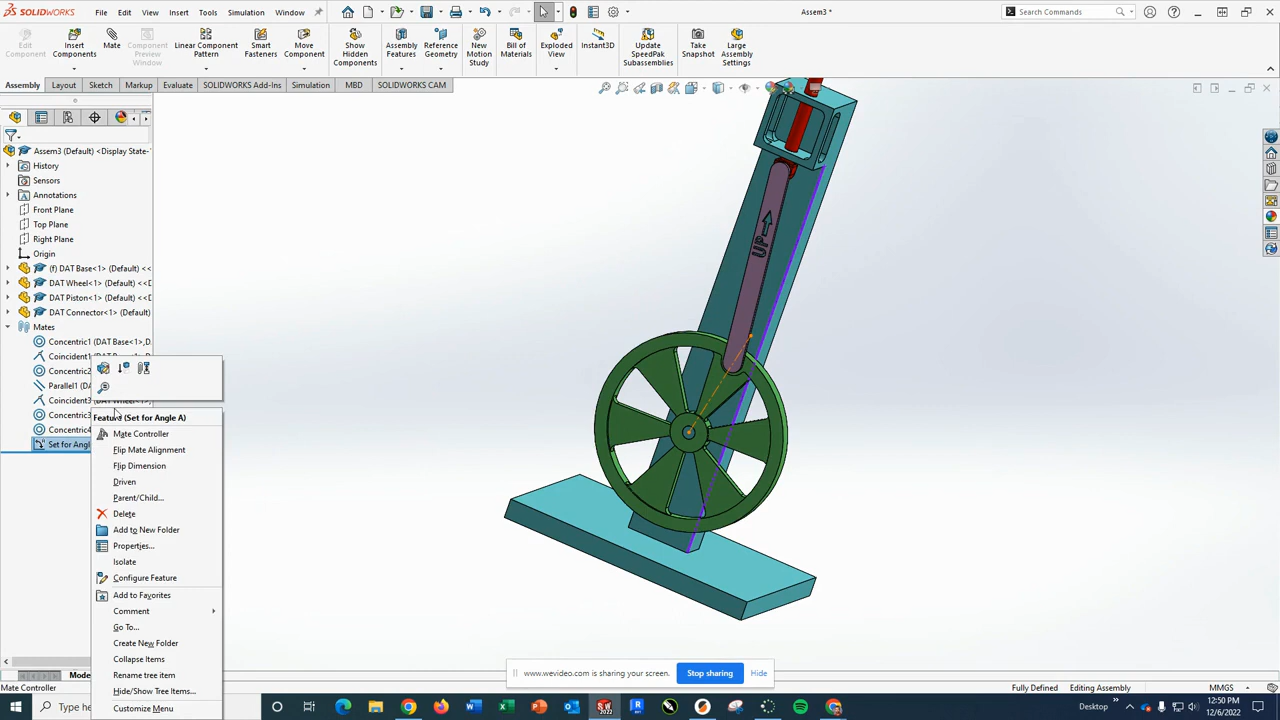 SOLIDWORKS
File Edit View Insert Tools Simulation Window
Assem3 *
Search Commands
Edit Component
Insert Components
Mate
Component Preview Window
Linear Component Pattern
Smart Fasteners
Move Component
Show Hidden Components
Assembly Features
Reference Geometry
New Motion Study
Bill of Materials
Exploded View
Instant3D
Update SpeedPak Subassemblies
Take Snapshot
Large Assembly Settings
Assembly Layout Sketch Markup Evaluate SOLIDWORKS Add-Ins Simulation MBD SOLIDWORKS CAM
Assem3 (Default) <Display State-
History
Sensors
Annotations
Front Plane
Top Plane
Right Plane
Origin
(f) DAT Base<1> (Default) <<
DAT Wheel<1> (Default) <<D
DAT Piston<1> (Default) <<D
DAT Connector<1> (Default)
Mates
Concentric1 (DAT Base<1>,D
Coincident1
Concentric2
Parallel1 (DA
Coincident3
Concentric3
Concentric4
Set for Angl
Feature (Set for Angle A)
Mate Controller
Flip Mate Alignment
Flip Dimension
Driven
Parent/Child...
Delete
Add to New Folder
Properties...
Isolate
Configure Feature
Add to Favorites
Comment
Go To...
Create New Folder
Collapse Items
Rename tree item
Hide/Show Tree Items...
Customize Menu
UP
www.wevideo.com is sharing your screen. Stop sharing Hide
Mode
Mate Controller
Fully Defined Editing Assembly MMGS
Type he
Desktop
12:50 PM
12/6/2022